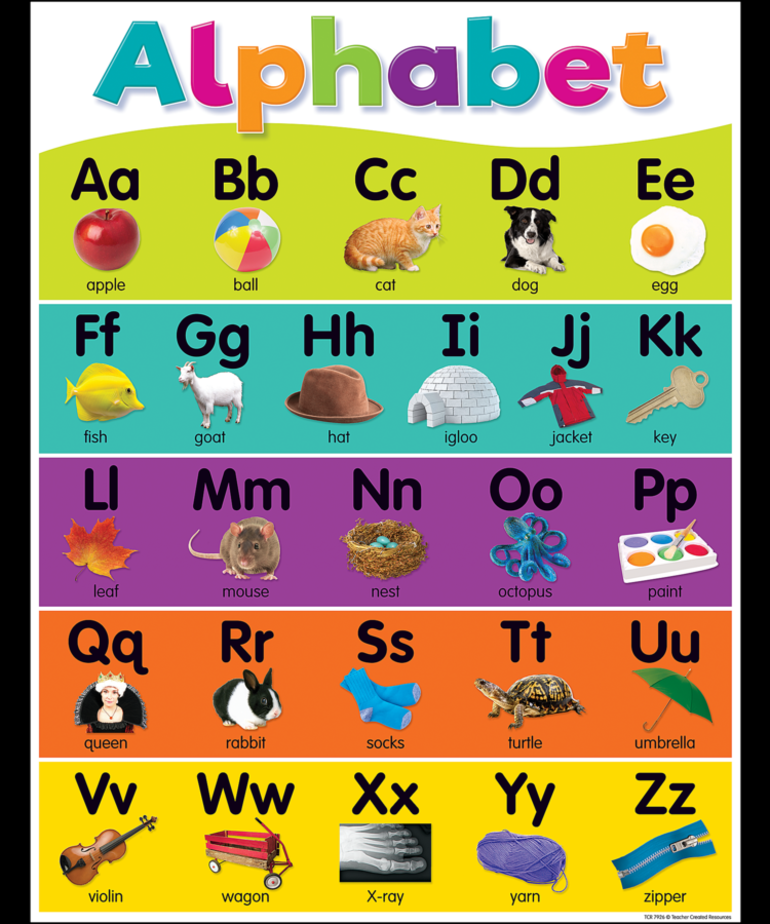 Alphabet
Aa Bb Cc Dd Ee
apple ball cat dog egg
Ff Gg Hh Ii Jj Kk
fish goat hat igloo jacket key
Ll Mm Nn Oo Pp
leaf mouse nest octopus paint
Qq Rr Ss Tt Uu
queen rabbit socks turtle umbrella
Vv Ww Xx Yy Zz
violin wagon X-ray yarn zipper
TCR 7926 © Teacher Created Resources